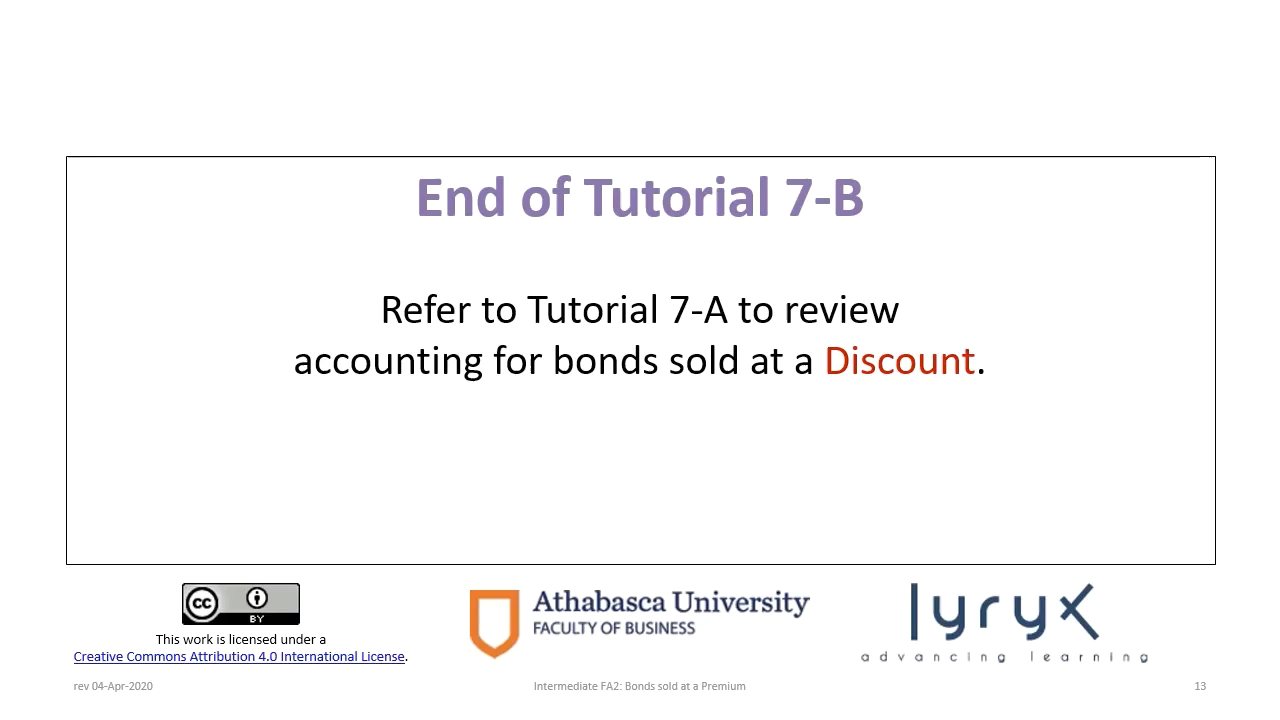 End of Tutorial 7-B
Refer to Tutorial 7-A to review
accounting for bonds sold at a Discount.
cc
BY
This work is licensed under a
Creative Commons Attribution 4.0 International License.
Athabasca University
FACULTY OF BUSINESS
lyryx
advancing learning
rev 04-Apr-2020
Intermediate FA2: Bonds sold at a Premium
13